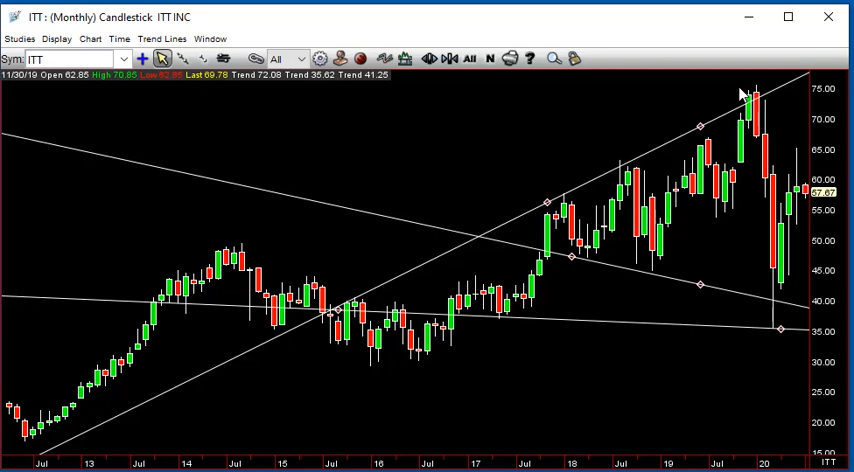 ITT : (Monthly) Candlestick ITT INC
Studies Display Chart Time Trend Lines Window
Sym: ITT All All N ?
11/30/19 Open 62.85 High 70.85 Low 62.85 Last 69.78 Trend 72.08 Trend 35.62 Trend 41.25
75.00
70.00
65.00
60.00
57.67
55.00
50.00
45.00
40.00
35.00
30.00
25.00
20.00
15.00
Jul 13 Jul 14 Jul 15 Jul 16 Jul 17 Jul 18 Jul 19 Jul 20 ITT